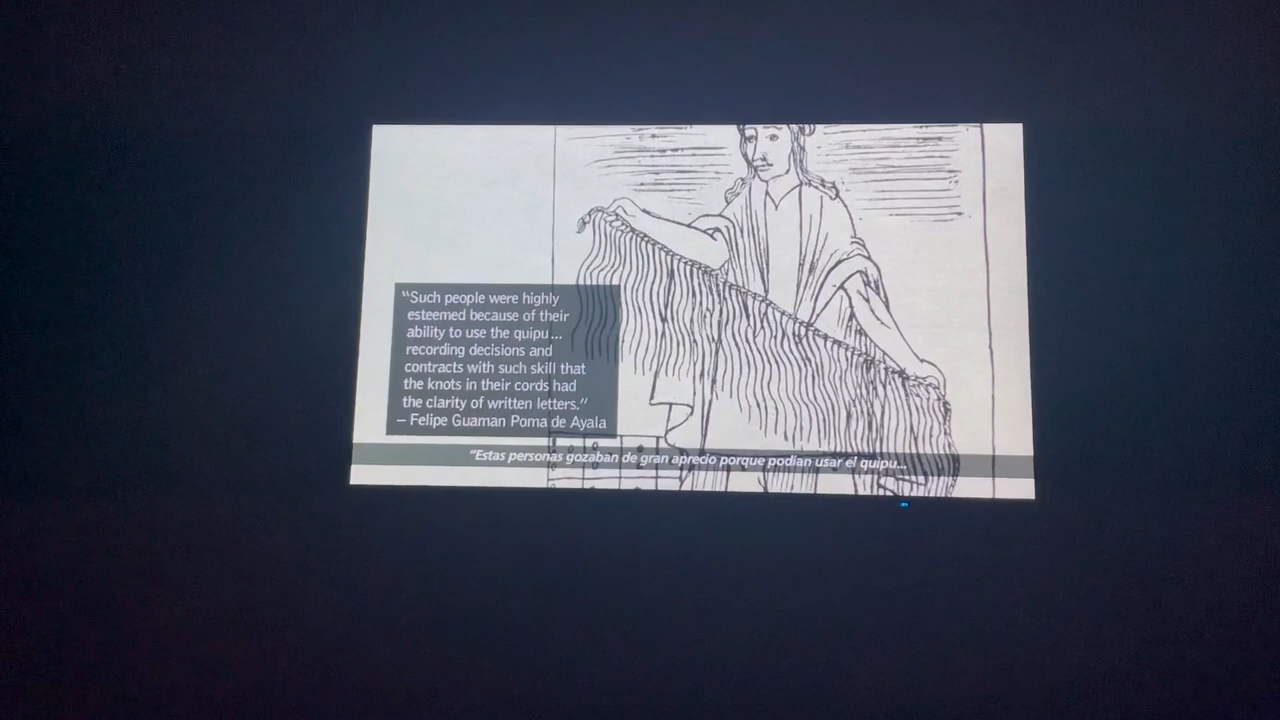 “Such people were highly
esteemed because of their
ability to use the quipu...
recording decisions and
contracts with such skill that
the knots in their cords had
the clarity of written letters.”
– Felipe Guaman Poma de Ayala
“Estas personas gozaban de gran aprecio porque podían usar el quipu...